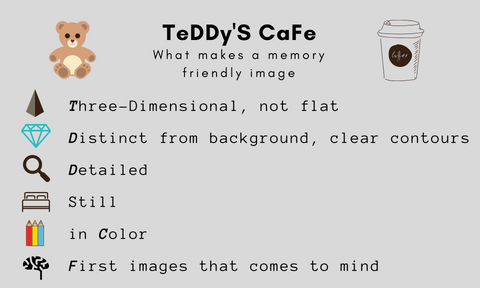 TeDDy'S CaFe
What makes a memory
friendly image
Three-Dimensional, not flat
Distinct from background, clear contours
Detailed
Still
in Color
First images that comes to mind